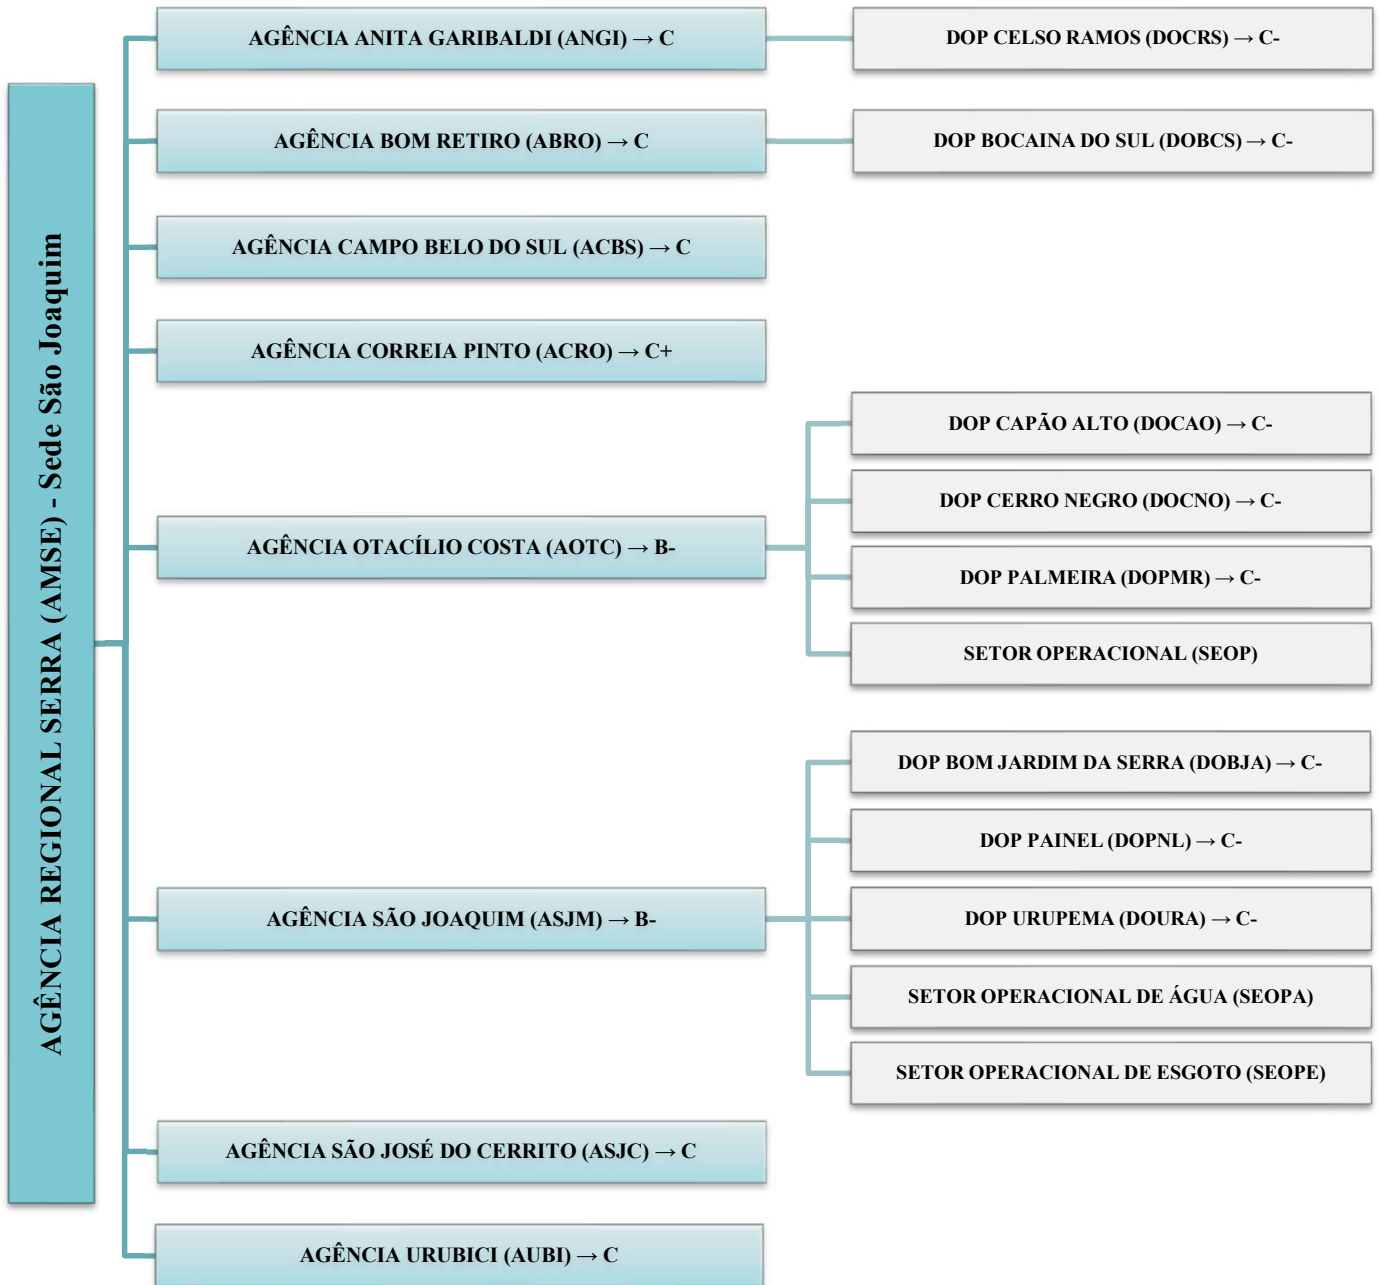 AGÊNCIA REGIONAL SERRA (AMSE) - Sede São Joaquim
AGÊNCIA ANITA GARIBALDI (ANGI) → C
DOP CELSO RAMOS (DOCRS) → C-
AGÊNCIA BOM RETIRO (ABRO) → C
DOP BOCAINA DO SUL (DOBCS) → C-
AGÊNCIA CAMPO BELO DO SUL (ACBS) → C
AGÊNCIA CORREIA PINTO (ACRO) → C+
AGÊNCIA OTACÍLIO COSTA (AOTC) → B-
DOP CAPÃO ALTO (DOCAO) → C-
DOP CERRO NEGRO (DOCNO) → C-
DOP PALMEIRA (DOPMR) → C-
SETOR OPERACIONAL (SEOP)
AGÊNCIA SÃO JOAQUIM (ASJM) → B-
DOP BOM JARDIM DA SERRA (DOBJA) → C-
DOP PAINEL (DOPNL) → C-
DOP URUPEMA (DOURA) → C-
SETOR OPERACIONAL DE ÁGUA (SEOPA)
SETOR OPERACIONAL DE ESGOTO (SEOPE)
AGÊNCIA SÃO JOSÉ DO CERRITO (ASJC) → C
AGÊNCIA URUBICI (AUBI) → C